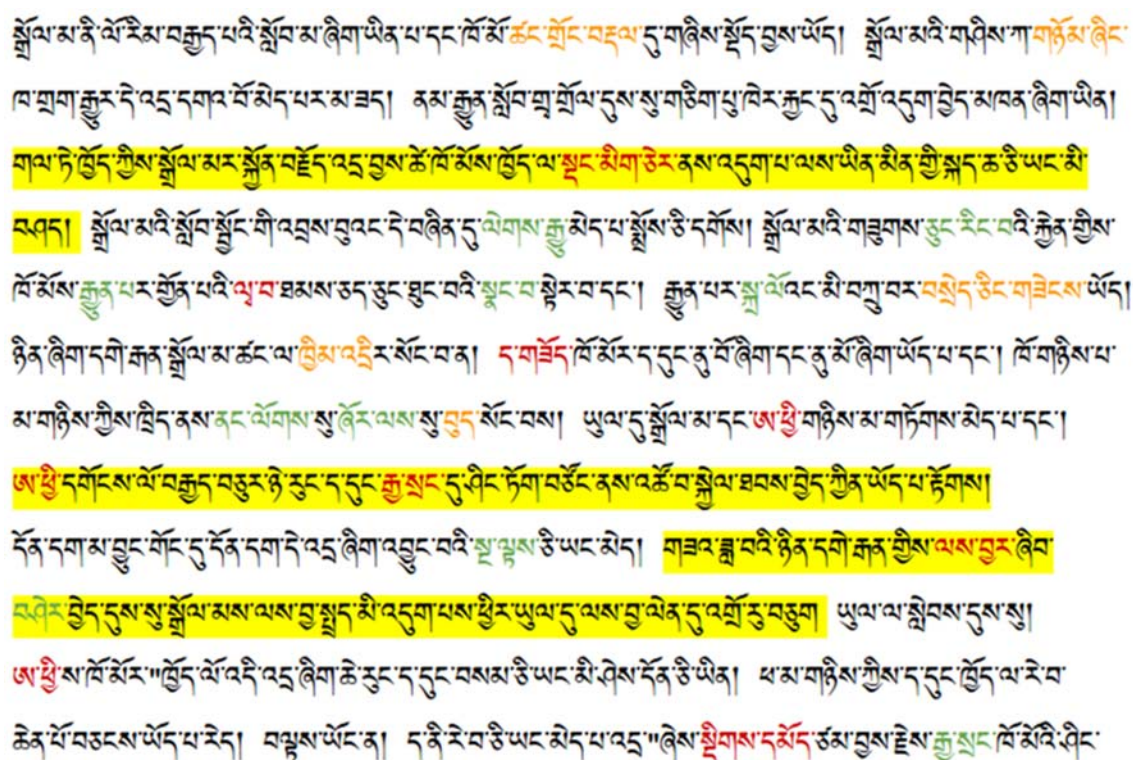 སྒྲོལ་མ་ནི་ལོ་རིམ་བརྒྱད་པའི་སློབ་མ་ཞིག་ཡིན་པ་དང་ཁོ་མོ་ཚང་གྲོང་བརྡལ་དུ་གཞིས་སྡོད་བྱས་ཡོད། སྒྲོལ་མའི་གཤིས་ཀ་གཉོམ་ཞིང་
ཁ་གྲག་རྒྱུར་དེ་འདྲ་དགའ་བོ་མེད་པར་མ་ཟད། ནམ་རྒྱུན་སློབ་གྲྭ་གྲོལ་དུས་སུ་གཅིག་པུ་ཁེར་རྐྱང་དུ་འགྲོ་འདུག་བྱེད་མཁན་ཞིག་ཡིན།
གལ་ཏེ་ཁྱོད་ཀྱིས་སྒྲོལ་མར་སྐྱོན་བརྗོད་འདྲ་བྱས་ཚེ་ཁོ་མོས་ཁྱོད་ལ་སྡང་མིག་ཅེར་ནས་འདུག་པ་ལས་ཡིན་མིན་གྱི་སྐད་ཆ་ཅི་ཡང་མི་
བཤད། སྒྲོལ་མའི་སློབ་སྦྱོང་གི་འབྲས་བུའང་དེ་བཞིན་དུ་ལེགས་རྒྱུ་མེད་པ་སྨོས་ཅི་དགོས། སྒྲོལ་མའི་གཟུགས་ཅུང་རིང་བའི་རྐྱེན་གྱིས་
ཁོ་མོས་རྒྱུན་པར་གྱོན་པའི་ལྭ་བ་ཐམས་ཅད་ཅུང་ཐུང་བའི་སྣང་བ་སྟེར་བ་དང་། རྒྱུན་པར་སྐྲ་ལོའང་མི་བཀྲུ་བར་བསྲེད་ཅིང་གཟེངས་ཡོད།
ཉིན་ཞིག་དགེ་རྒན་སྒྲོལ་མ་ཚང་ལ་ཁྱིམ་འདྲིར་སོང་བ་ན། ད་གཟོད་ཁོ་མོར་ད་དུང་ནུ་བོ་ཞིག་དང་ནུ་མོ་ཞིག་ཡོད་པ་དང་། ཁོ་གཉིས་པ་
མ་གཉིས་ཀྱིས་ཁྲིད་ནས་ནང་ལོགས་སུ་ཞོར་ལས་སུ་བུད་སོང་བས། ཡུལ་དུ་སྒྲོལ་མ་དང་ཨ་ཕྱི་གཉིས་མ་གཏོགས་མེད་པ་དང་།
ཨ་ཕྱི་དགོངས་ལོ་བརྒྱད་བཅུར་ཉེ་རུང་ད་དུང་རྒྱ་སྲང་དུ་ཤིང་ཏོག་བཙོང་ནས་འཚོ་བ་སྐྱེལ་ཐབས་བྱེད་ཀྱིན་ཡོད་པ་རྟོགས།
དོན་དག་མ་བྱུང་གོང་དུ་དོན་དག་དེ་འདྲ་ཞིག་འབྱུང་བའི་སྔ་ལྟས་ཅི་ཡང་མེད། གཟའ་ཟླ་བའི་ཉིན་དགེ་རྒན་གྱིས་ལས་བྱར་ཞིབ་
བཤེར་བྱེད་དུས་སུ་སྒྲོལ་མས་ལས་བྱ་སྤྲད་མི་འདུག་པས་ཕྱིར་ཡུལ་དུ་ལས་བྱ་ལེན་དུ་འགྲོ་རུ་བཅུག ཡུལ་ལ་སླེབས་དུས་སུ།
ཨ་ཕྱི་ས་ཁོ་མོར་"ཁྱོད་ལོ་འདི་འདྲ་ཞིག་ཆེ་རུང་ད་དུང་བསམ་ཅི་ཡང་མི་ཤེས་དོན་ཅི་ཡིན། ཕ་མ་གཉིས་ཀྱིས་ད་དུང་ཁྱོད་ལ་རེ་བ་
ཆེན་པོ་བཅངས་ཡོད་པ་རེད། བལྟས་ཡོང་ན། ད་ནི་རེ་བ་ཅི་ཡང་མེད་པ་འདྲ་"ཞེས་སྡིགས་དམོད་ཙམ་བྱས་རྗེས་རྒྱ་སྲང་ཁོ་མོའི་ཤིང་